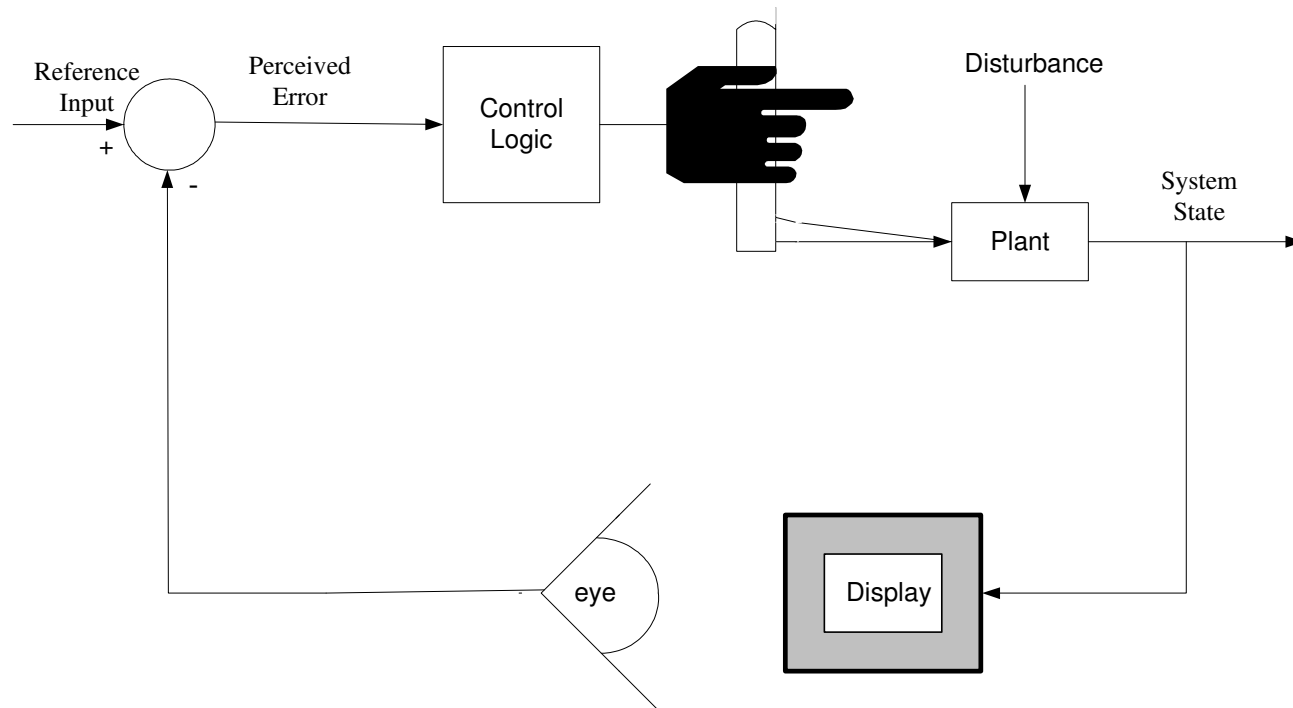 Reference
Input
+
-
Perceived
Error
Control
Logic
Disturbance
Plant
System
State
eye
Display